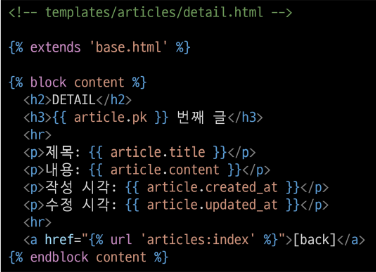 <!-- templates/articles/detail.html -->
{% extends 'base.html' %}
{% block content %}
<h2>DETAIL</h2>
<h3>{{ article.pk }} 번째 글</h3>
<hr>
<p>제목: {{ article.title }}</p>
<p>내용: {{ article.content }}</p>
<p>작성 시각: {{ article.created_at }}</p>
<p>수정 시각: {{ article.updated_at }}</p>
<hr>
<a href="{% url 'articles:index' %}">[back]</a>
{% endblock content %}